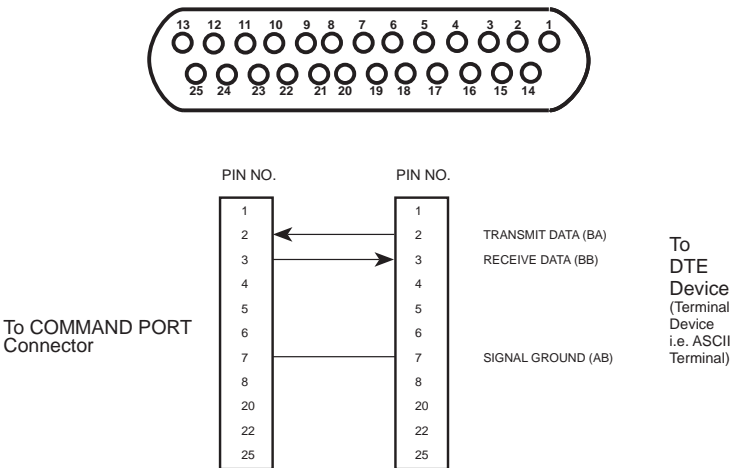 13 12 11 10 9 8 7 6 5 4 3 2 1
25 24 23 22 21 20 19 18 17 16 15 14
PIN NO. PIN NO.
1 1
2 2 TRANSMIT DATA (BA)
3 3 RECEIVE DATA (BB)
4 4
5 5
6 6
7 7 SIGNAL GROUND (AB)
8 8
20 20
22 22
25 25
To COMMAND PORT
Connector
To
DTE
Device
(Terminal
Device
i.e. ASCII
Terminal)